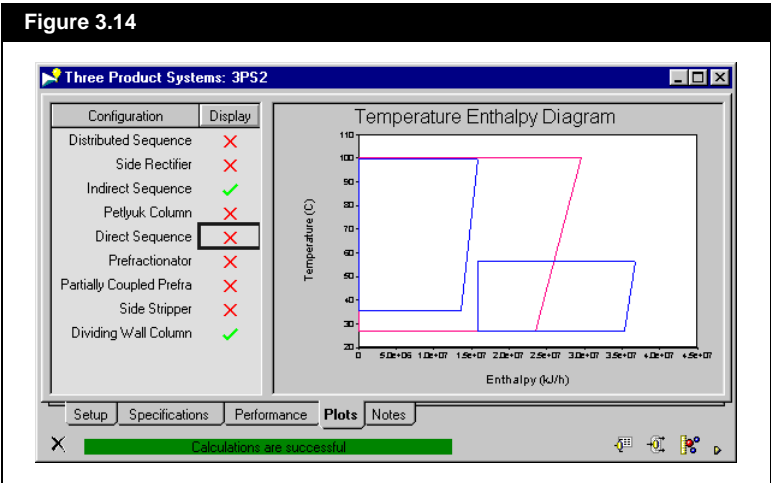 Figure 3.14
Three Product Systems: 3PS2
Configuration Display
Distributed Sequence
Side Rectifier
Indirect Sequence
Petlyuk Column
Direct Sequence
Prefractionator
Partially Coupled Prefra
Side Stripper
Dividing Wall Column
Temperature Enthalpy Diagram
110
100
90
80
70
60
50
40
30
20
Temperature (C)
0 5.0e+06 1.0e+07 1.5e+07 2.0e+07 2.5e+07 3.0e+07 3.5e+07 4.0e+07 4.5e+07
Enthalpy (kJ/h)
Setup Specifications Performance Plots Notes
Calculations are successful